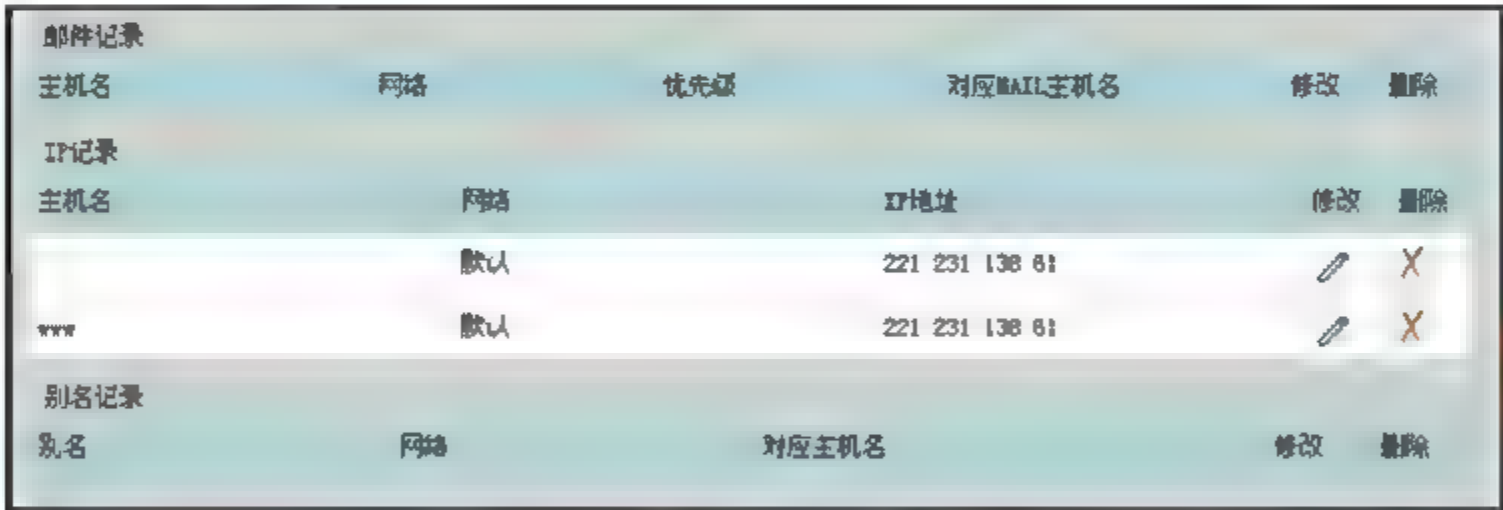 邮件记录
主机名 网络 优先级 对应MAIL主机名 修改 删除
IP记录
主机名 网络 IP地址 修改 删除
默认 221 231 138 61
www 默认 221 231 138 61
别名记录
别名 网络 对应主机名 修改 删除